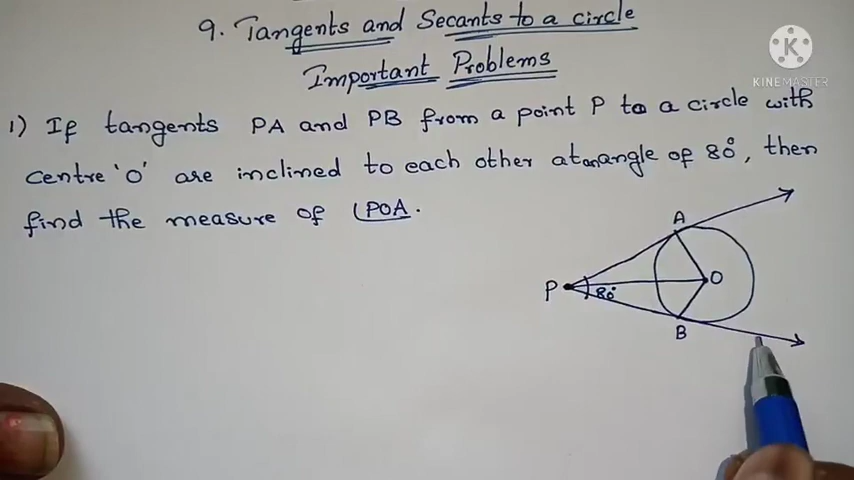 9. Tangents and Secants to a circle
Important Problems
1) If tangents PA and PB from a point P to a circle with
centre 'O' are inclined to each other at an angle of 80°, then
find the measure of ∠POA.
A
P
80°
O
B
K
KINEMASTER